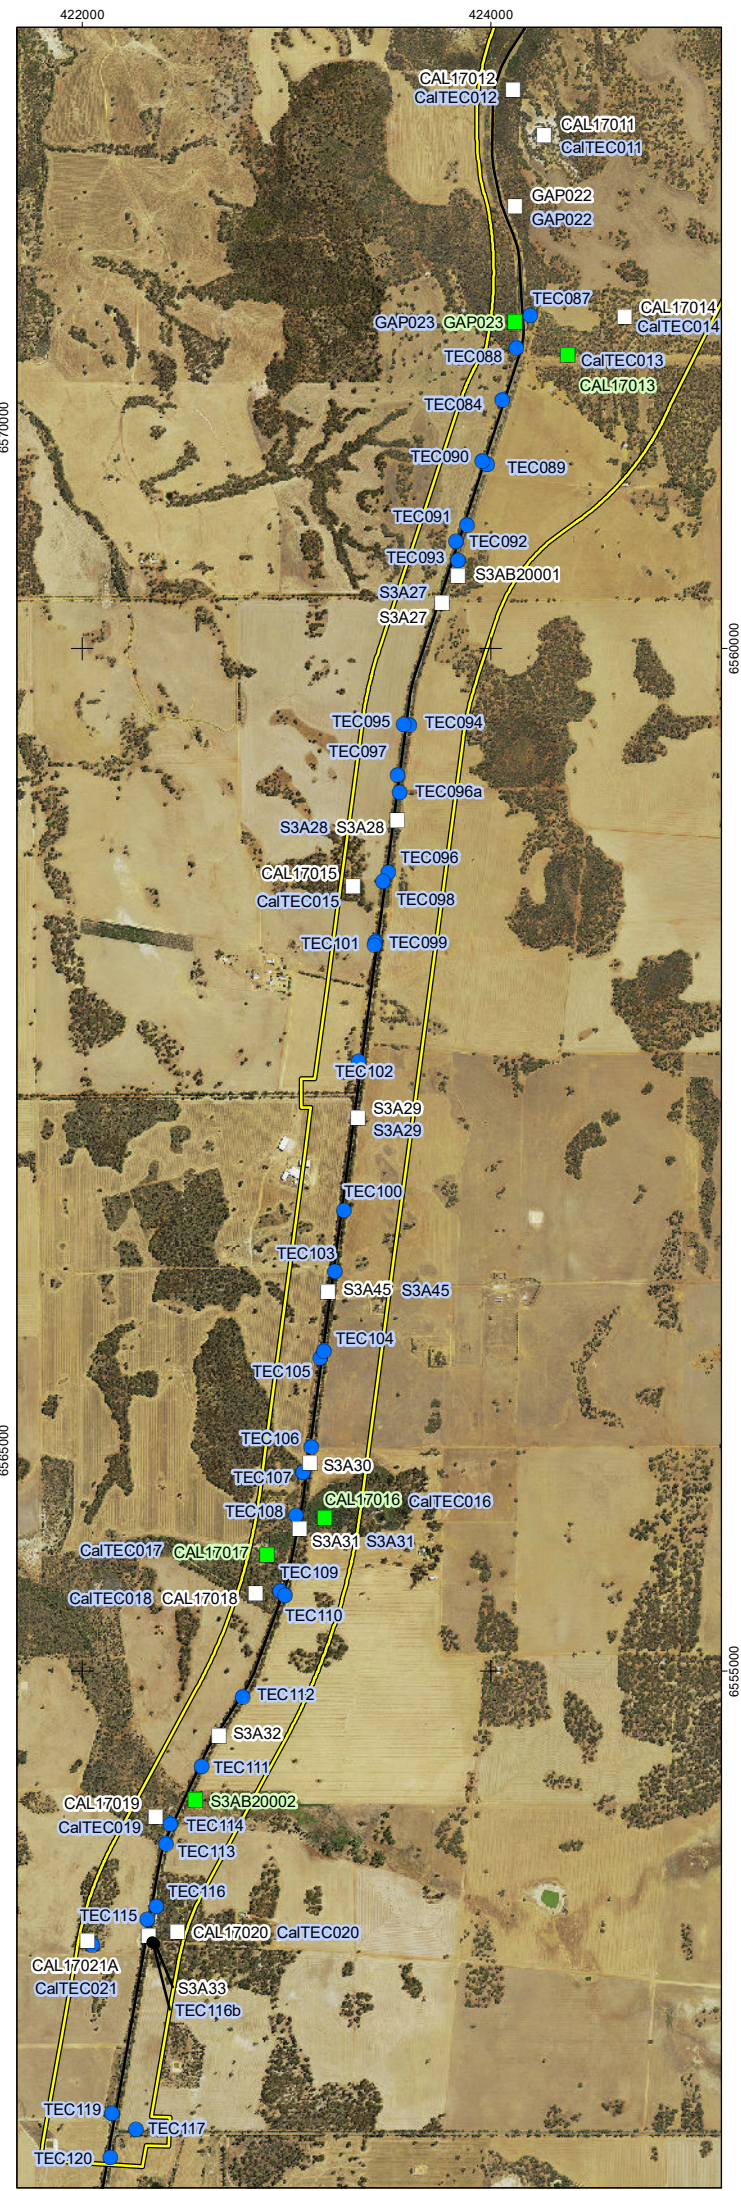 422000
424000
CAL17012
CalTEC012
CAL17011
CalTEC011
GAP022
GAP022
TEC087
CAL17014
CalTEC014
GAP023
GAP023
TEC088
CalTEC013
CAL17013
TEC084
6570000
TEC090
TEC089
TEC091
TEC092
TEC093
S3AB20001
S3A27
S3A27
6560000
TEC095
TEC094
TEC097
TEC096a
S3A28
S3A28
TEC096
CAL17015
CalTEC015
TEC098
TEC101
TEC099
TEC102
S3A29
S3A29
TEC100
TEC103
S3A45
S3A45
TEC104
TEC105
TEC106
6565000
S3A30
TEC107
CAL17016
CalTEC016
TEC108
S3A31
S3A31
CalTEC017
CAL17017
TEC109
CalTEC018
CAL17018
TEC110
6555000
TEC112
S3A32
TEC111
S3AB20002
CAL17019
CalTEC019
TEC114
TEC113
TEC116
TEC115
CAL17020
CalTEC020
CAL17021A
CalTEC021
S3A33
TEC116b
TEC119
TEC117
TEC120